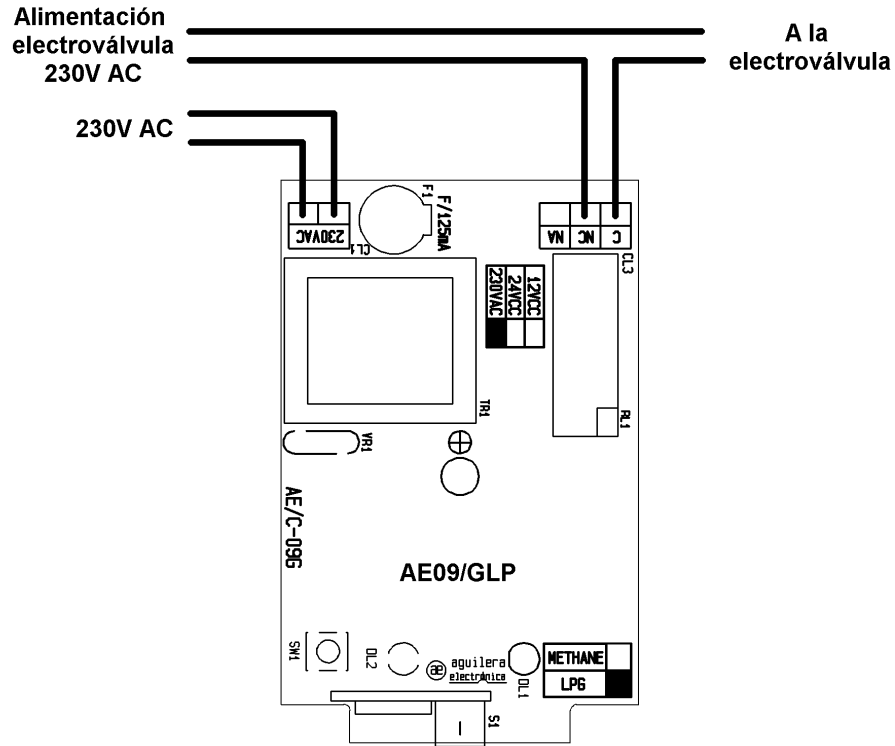 Alimentación
electroválvula
230V AC
A la
electroválvula
230V AC
F1
F/125mA
230VAC
CL1
NA
NC
C
CL3
230VAC
24VCC
12VCC
TR1
RL1
VR1
AE/C-09G
AE09/GLP
SW1
DL2
ae aguilera
electrónica
DL1
METHANE
LPG
S1